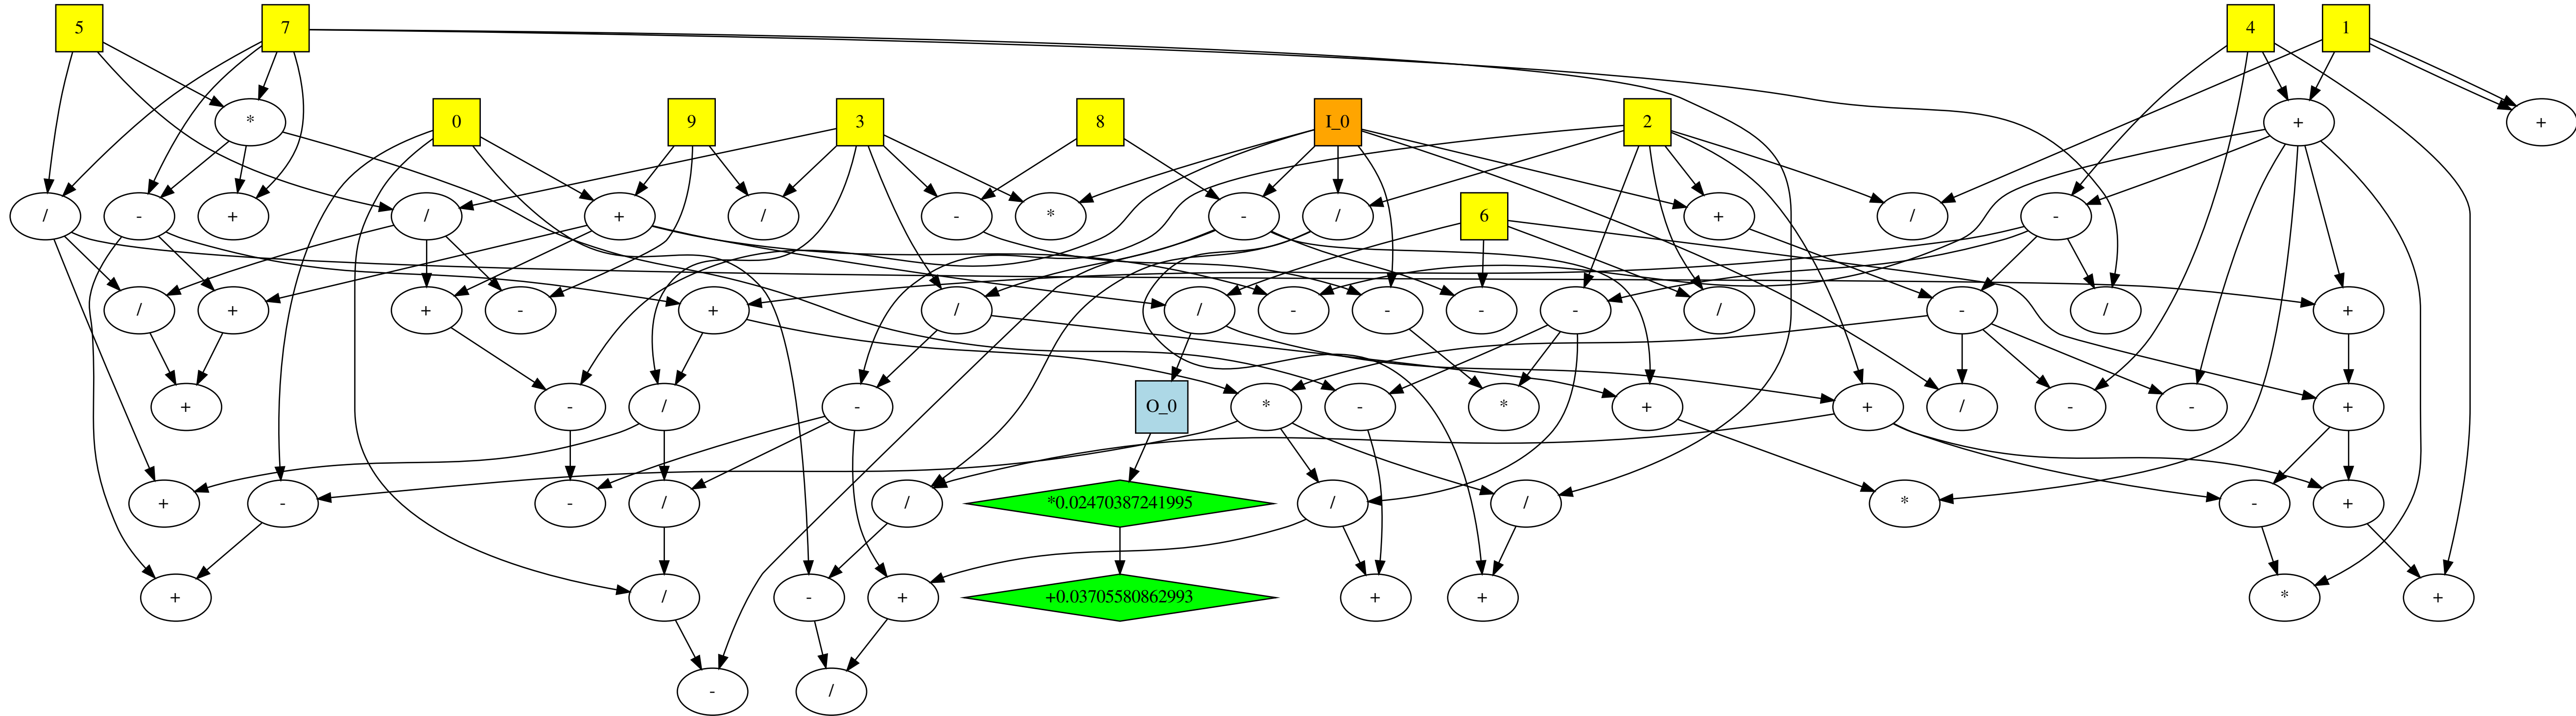 5 7 4 1
* 0 9 3 8 I_0 2 + +
/ - + / + / - * - / 6 + / -
/ + + - + / / - - - - / - / +
+ - / - O_0 * - * + + / - - +
+ - - / / *0.02470387241995 / / * - +
+ / - + +0.03705580862993 + + * +
- /